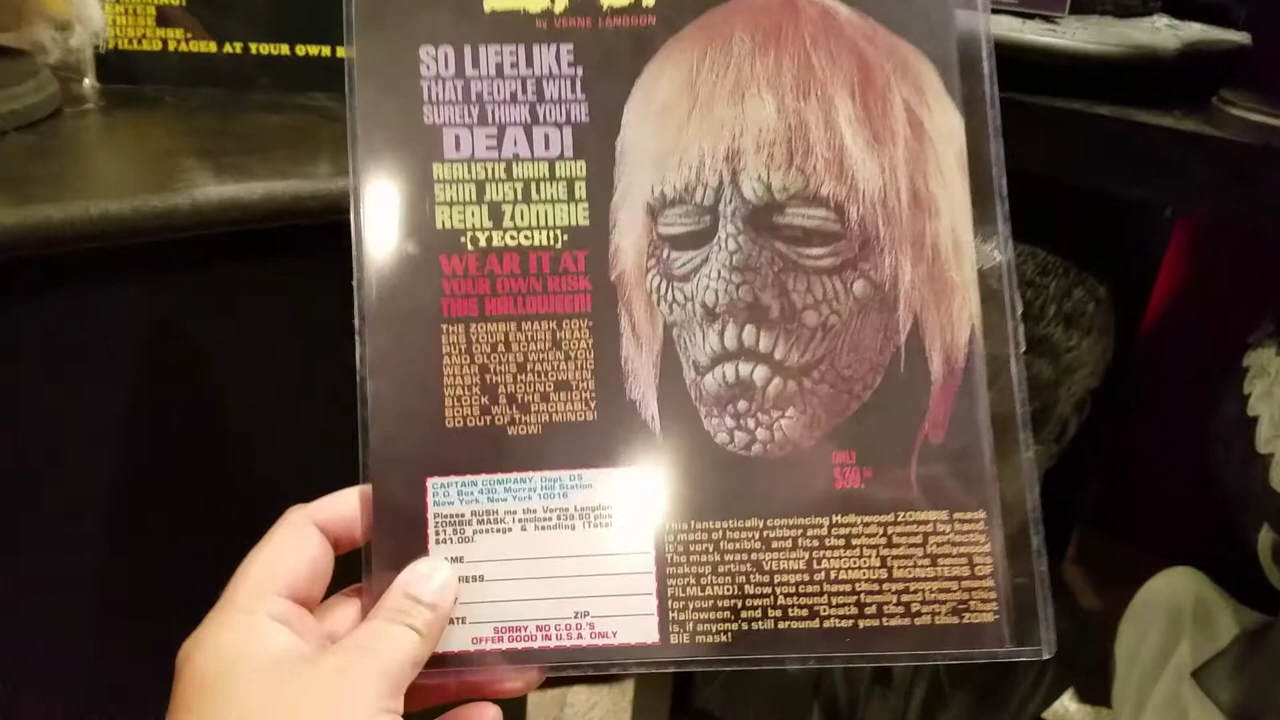 WARNING!
ENTER
THESE
SUSPENSE-
FILLED PAGES AT YOUR OWN
by VERNE LANGDON
SO LIFELIKE,
THAT PEOPLE WILL
SURELY THINK YOU'RE
DEAD!
REALISTIC HAIR AND
SKIN JUST LIKE A
REAL ZOMBIE
-(YECCH!)-
WEAR IT AT
YOUR OWN RISK
THIS HALLOWEEN!
THE ZOMBIE MASK COV-
ERS YOUR ENTIRE HEAD.
PUT ON A SCARF, COAT
AND GLOVES WHEN YOU
WEAR THIS FANTASTIC
MASK THIS HALLOWEEN.
WALK AROUND THE
BLOCK & THE NEIGH-
BORS WILL PROBABLY
GO OUT OF THEIR MINDS!
WOW!
ONLY
$39.50
CAPTAIN COMPANY, Dept. DS
P.O. Box 430, Murray Hill Station
New York, New York 10016
Please RUSH me the Verne Langdon
ZOMBIE MASK. I enclose $39.50 plus
$1.50 postage & handling (Total
$41.00).
AME
RESS
ATE ZIP
SORRY, NO C.O.D.'S
OFFER GOOD IN U.S.A. ONLY
This fantastically convincing Hollywood ZOMBIE mask
is made of heavy rubber and carefully painted by hand.
It's very flexible, and fits the whole head perfectly.
The mask was especially created by leading Hollywood
makeup artist, VERNE LANGDON (you've seen his
work often in the pages of FAMOUS MONSTERS OF
FILMLAND). Now you can have this eye-popping mask
for your very own! Astound your family and friends this
Halloween, and be the "Death of the Party!"—That
is, if anyone's still around after you take off this ZOM-
BIE mask!